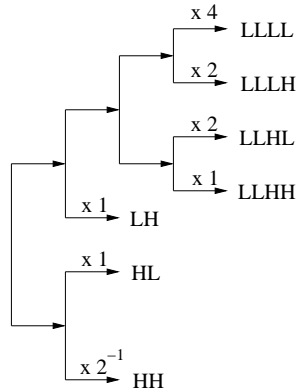 x 4 LLLL
x 2 LLLH
x 2 LLHL
x 1 LLHH
x 1 LH
x 1 HL
x 2⁻¹ HH